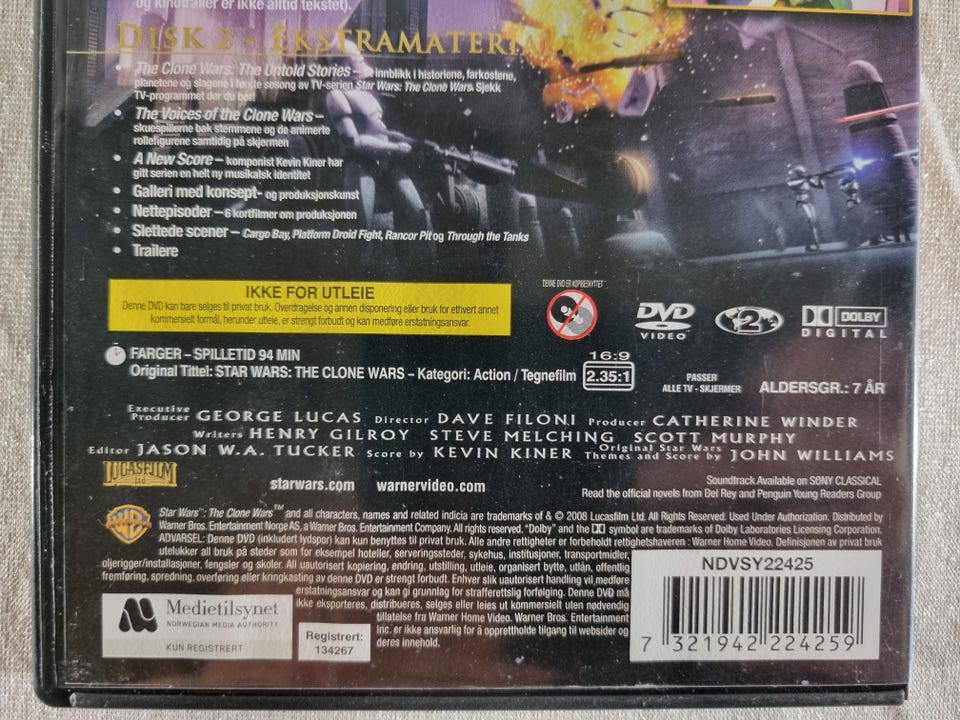 og kinotrailer er ikke alltid tekstet).
DISK 2 – EKSTRAMATERIA
• The Clone Wars: The Untold Stories – et innblikk i historiene, farkostene,
planetene og slagene i første sesong av TV-serien Star Wars: The Clone Wars. Sjekk
TV-programmet der du bor!
• The Voices of the Clone Wars –
skuespillerne bak stemmene og de animerte
rollefigurene samtidig på skjermen
• A New Score – komponist Kevin Kiner har
gitt serien en helt ny musikalsk identitet
• Galleri med konsept- og produksjonskunst
• Nettepisoder – 6 kortfilmer om produksjonen
• Slettede scener – Cargo Bay, Platform Droid Fight, Rancor Pit og Through the Tanks
• Trailere
IKKE FOR UTLEIE
Denne DVD kan bare selges til privat bruk. Overdragelse og annen disponering eller bruk for ethvert annet
kommersielt formål, herunder utleie, er strengt forbudt og kan medføre erstatningsansvar.
DENNE DVD ER KOPIBESKYTTET
DVD
VIDEO
2
DOLBY
DIGITAL
FARGER – SPILLETID 94 MIN
Original Tittel: STAR WARS: THE CLONE WARS – Kategori: Action / Tegnefilm
16:9
2.35:1
PASSER
ALLE TV - SKJERMER
ALDERSGR.: 7 ÅR
Executive Producer GEORGE LUCAS Director DAVE FILONI Producer CATHERINE WINDER
Writers HENRY GILROY STEVE MELCHING SCOTT MURPHY
Editor JASON W.A. TUCKER Score by KEVIN KINER Original Star Wars Themes and Score by JOHN WILLIAMS
LUCASFILM
Ltd
starwars.com warnervideo.com
Soundtrack Available on SONY CLASSICAL
Read the official novels from Del Rey and Penguin Young Readers Group
WB
Star Wars™: The Clone Wars™ and all characters, names and related indicia are trademarks of & © 2008 Lucasfilm Ltd. All Rights Reserved. Used Under Authorization. Distributed by
Warner Bros. Entertainment Norge AS, a Warner Bros. Entertainment Company. All rights reserved. "Dolby" and the DD symbol are trademarks of Dolby Laboratories Licensing Corporation.
ADVARSEL: Denne DVD (inkludert lydspor) kan kun benyttes til privat bruk. Alle andre rettigheter er forbeholdt rettighetshaveren : Warner Home Video. Definisjonen av privat bruk
utelukker all bruk på steder som for eksempel hoteller, serveringssteder, sykehus, institusjoner, transportmidler,
oljerigger/installasjoner, fengsler og skoler. All uautorisert kopiering, endring, utstilling, utleie, organisert bytte, utlån, offentlig
fremføring, spredning, overføring eller kringkasting av denne DVD er strengt forbudt. Enhver slik uautorisert handling vil medføre
erstatningsansvar og kan gi grunnlag for strafferettslig forfølging. Denne DVD må
ikke eksporteres, distribueres, selges eller leies ut kommersielt uten nødvendig
tillatelse fra Warner Home Video. Warner Bros. Entertainment
Inc. er ikke ansvarlig for å opprettholde tilgang til websider og
deres innehold.
Medietilsynet
NORWEGIAN MEDIA AUTHORITY
KUN REGISTRERT
Registrert:
134267
NDVSY22425
7 321942 224259